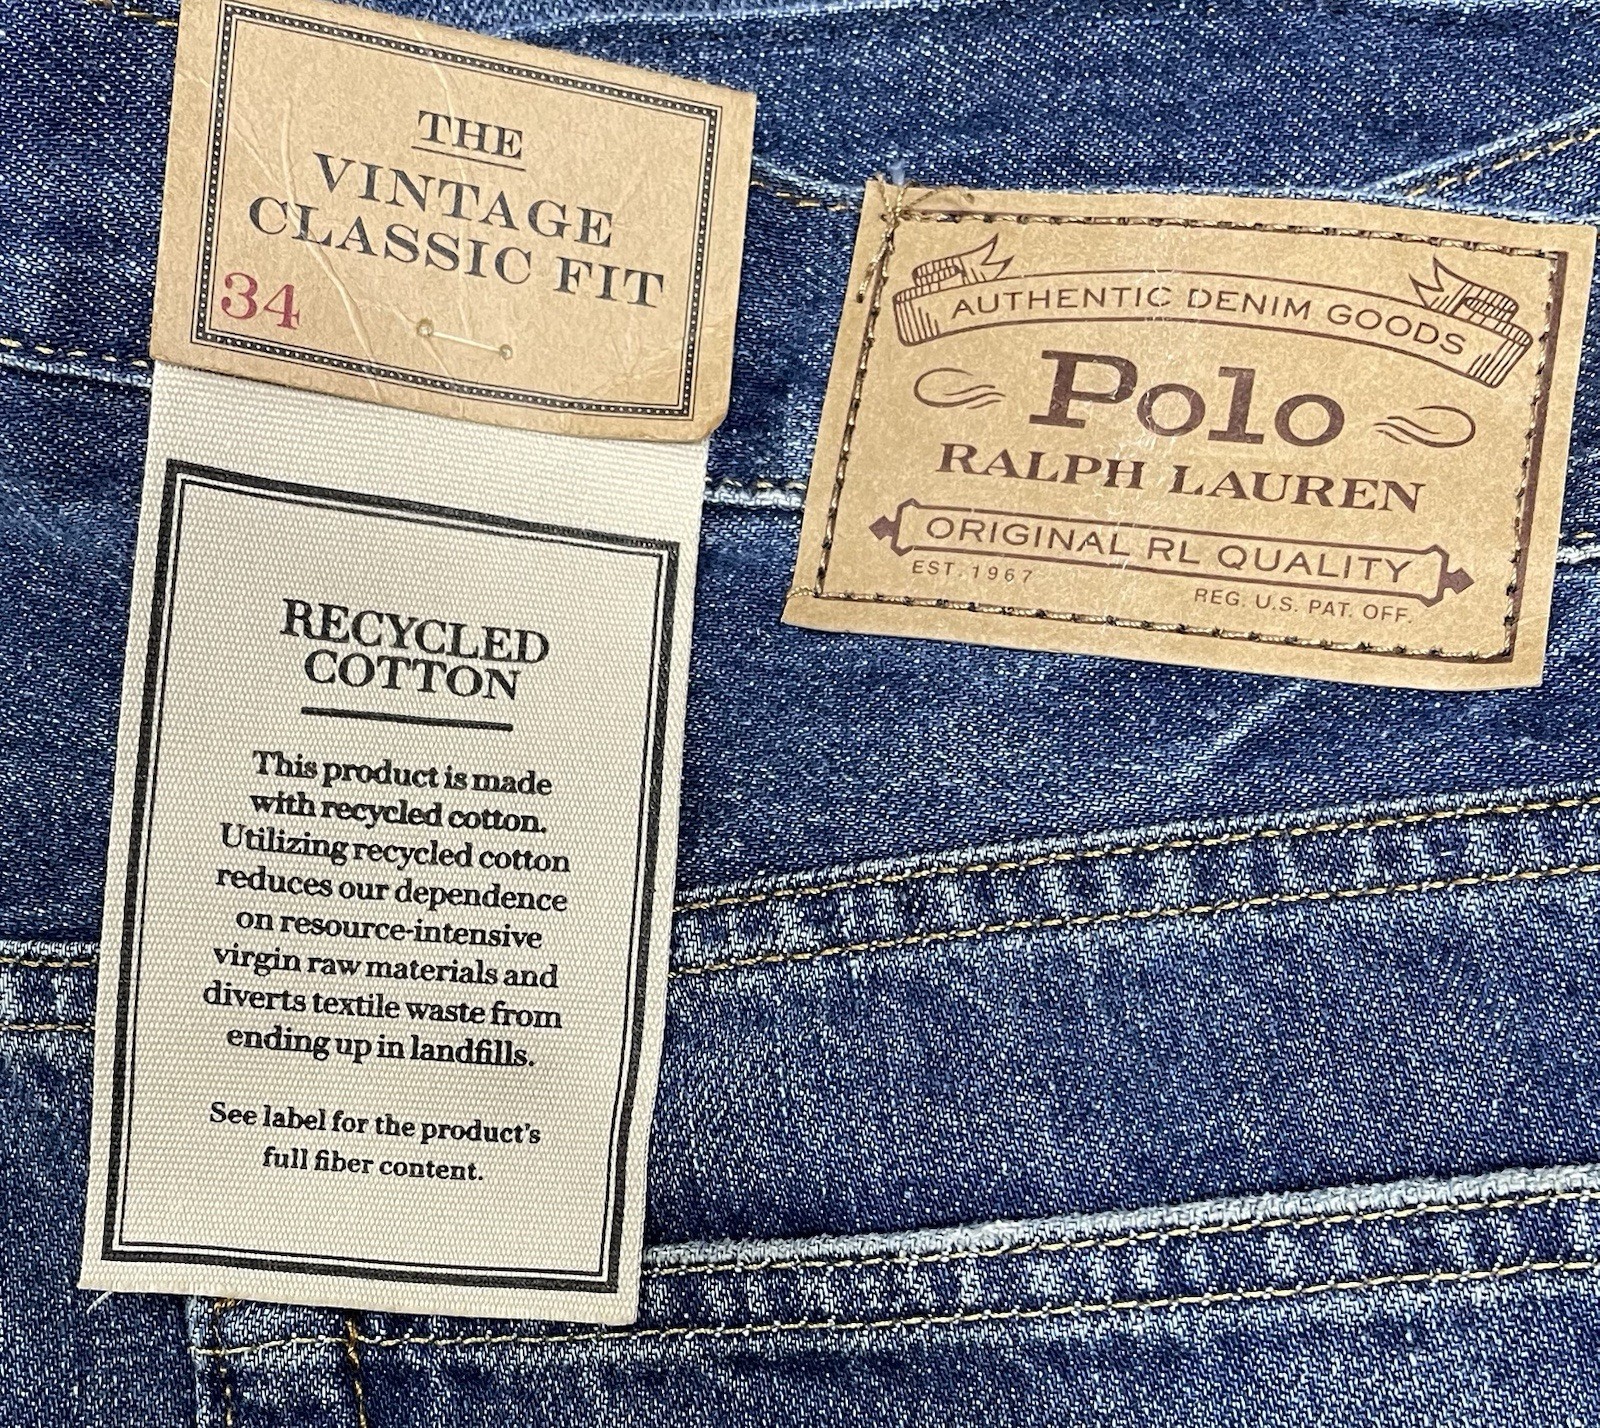 THE
VINTAGE
CLASSIC FIT
34
RECYCLED
COTTON
This product is made
with recycled cotton.
Utilizing recycled cotton
reduces our dependence
on resource-intensive
virgin raw materials and
diverts textile waste from
ending up in landfills.
See label for the product's
full fiber content.
AUTHENTIC DENIM GOODS
Polo
RALPH LAUREN
ORIGINAL RL QUALITY
EST. 1967
REG. U.S. PAT. OFF.